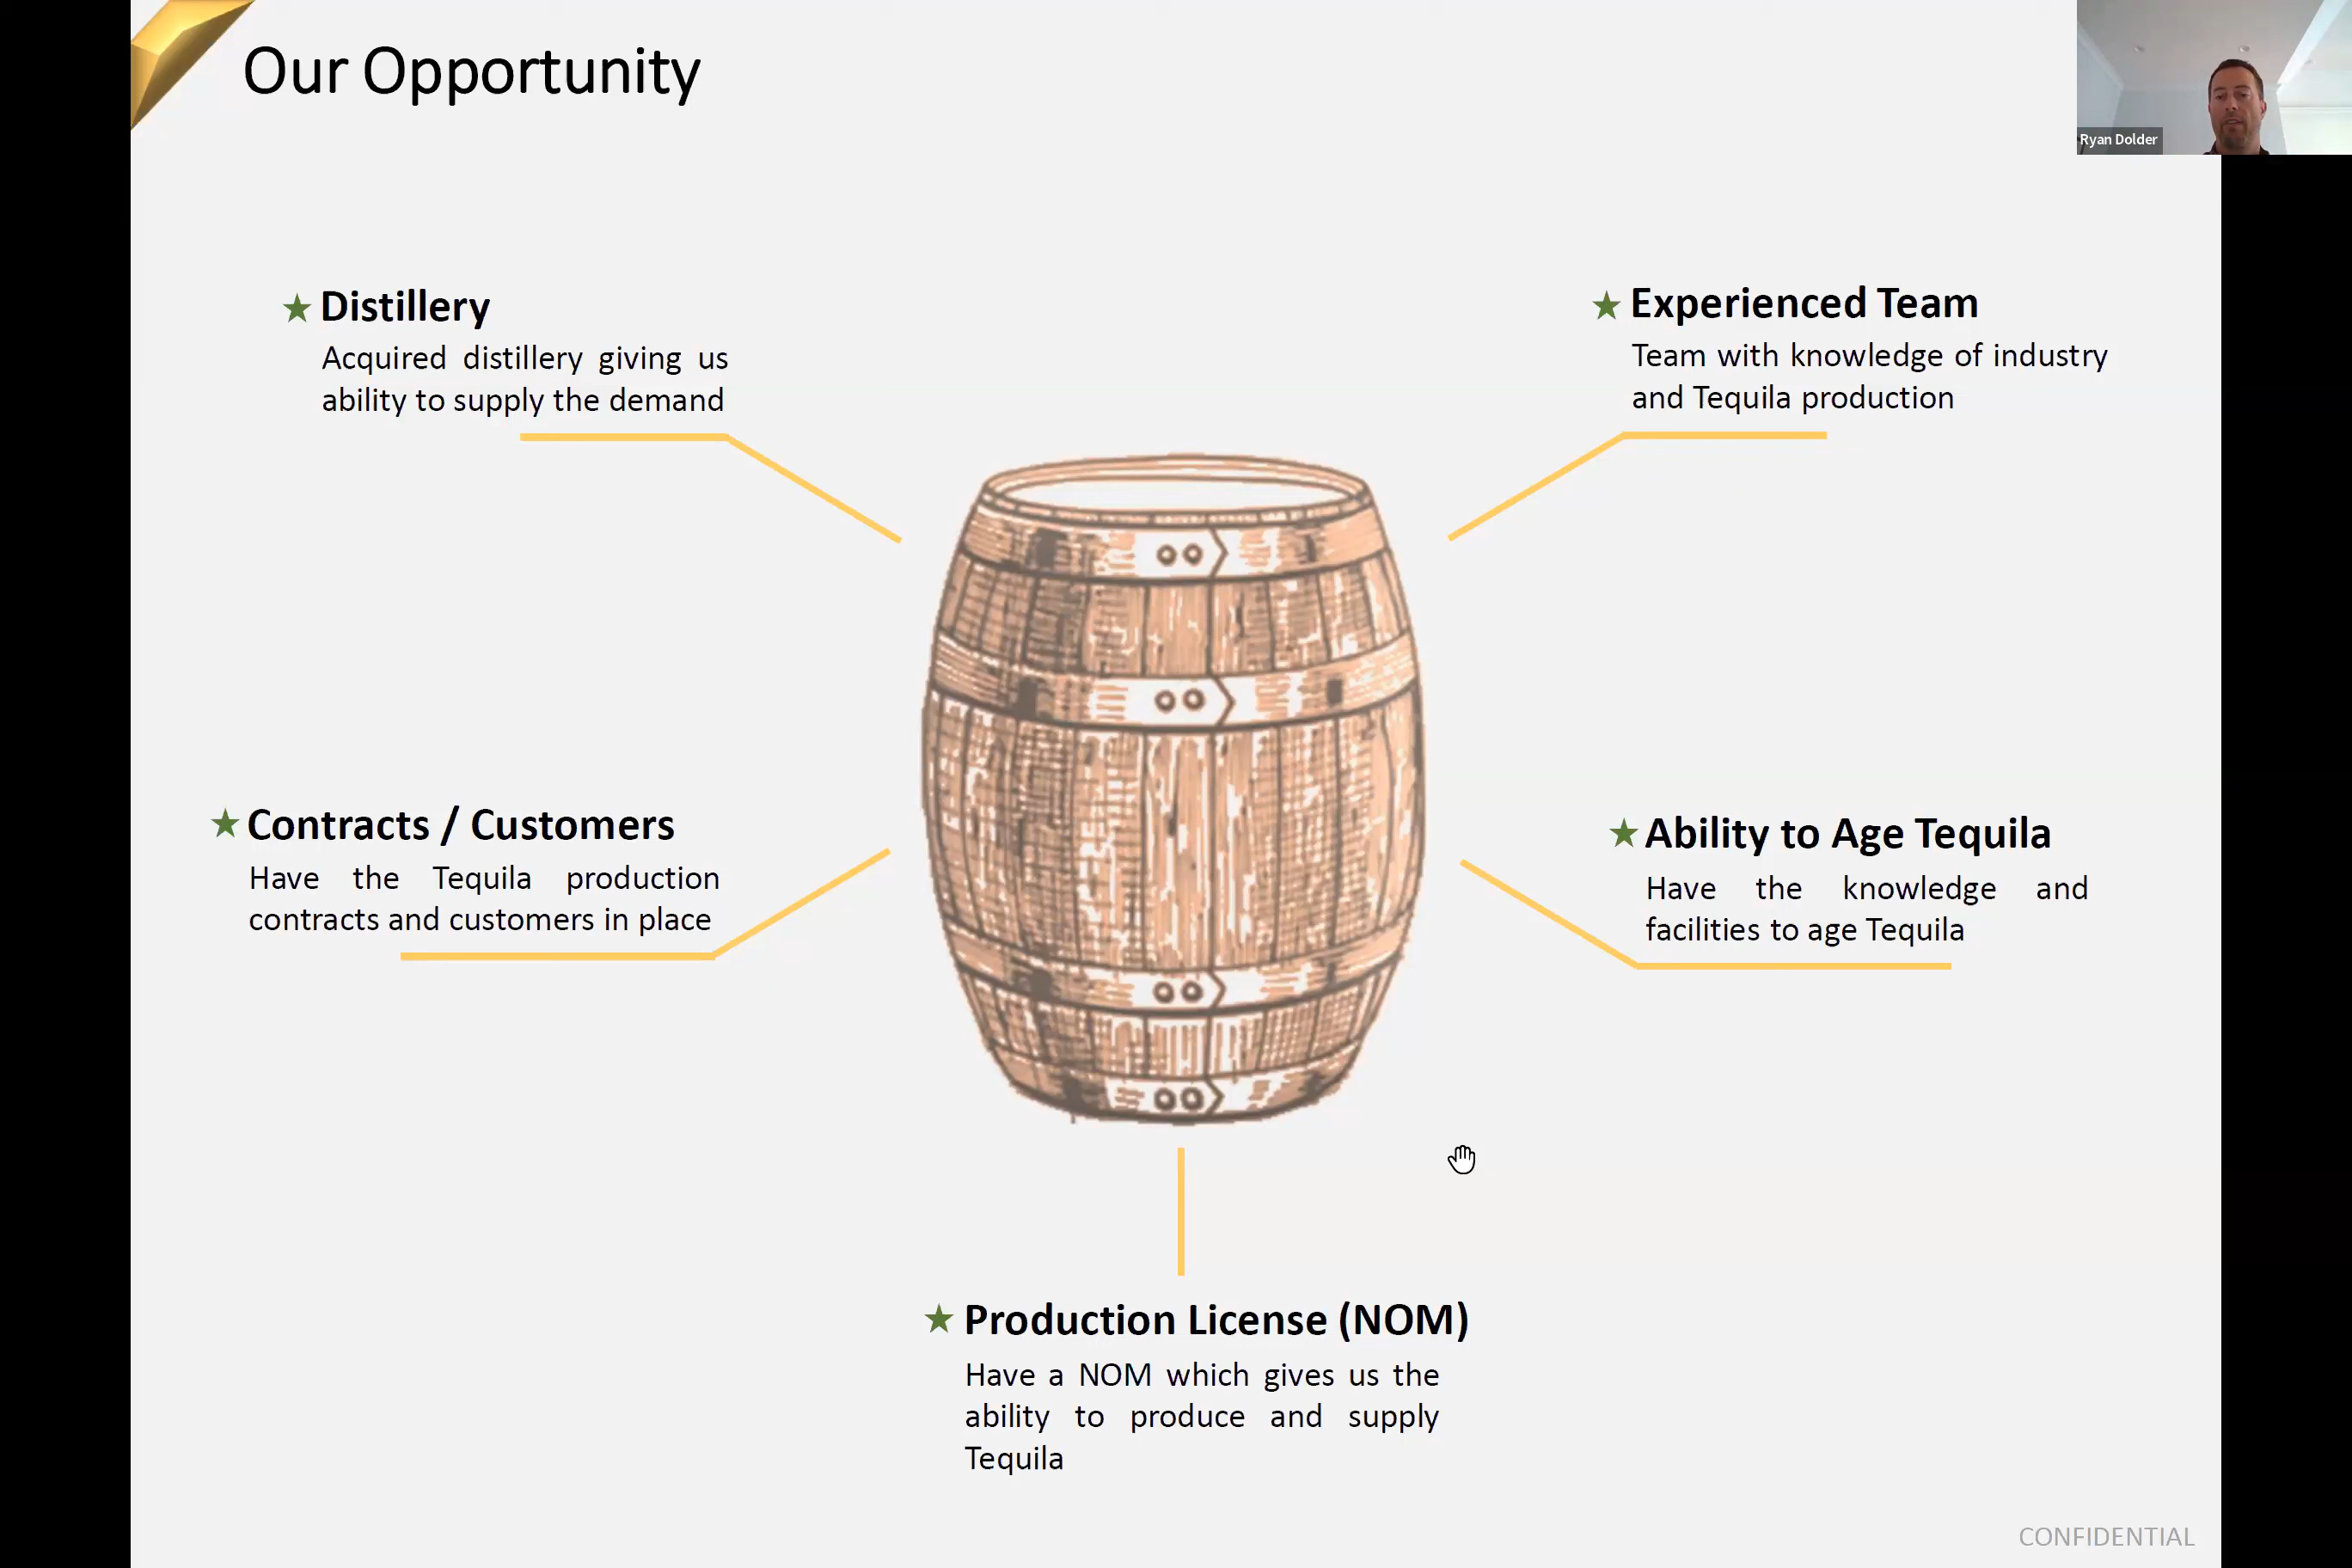 Our Opportunity
Ryan Dolder
Distillery
Acquired distillery giving us
ability to supply the demand
Experienced Team
Team with knowledge of industry
and Tequila production
Contracts / Customers
Have the Tequila production
contracts and customers in place
Ability to Age Tequila
Have the knowledge and
facilities to age Tequila
Production License (NOM)
Have a NOM which gives us the
ability to produce and supply
Tequila
CONFIDENTIAL